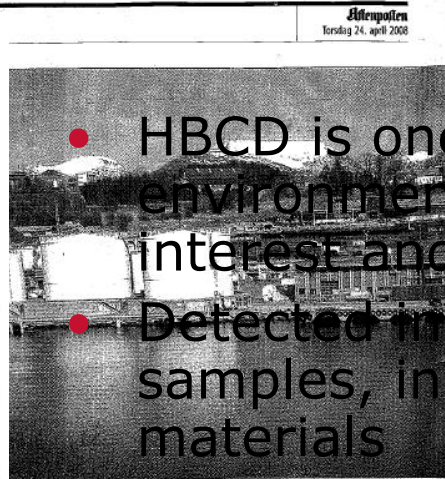 Aftenposten
Torsdag 24. april 2008
• HBCD is one
environmen
interest and
• Detected in
samples, in
materials